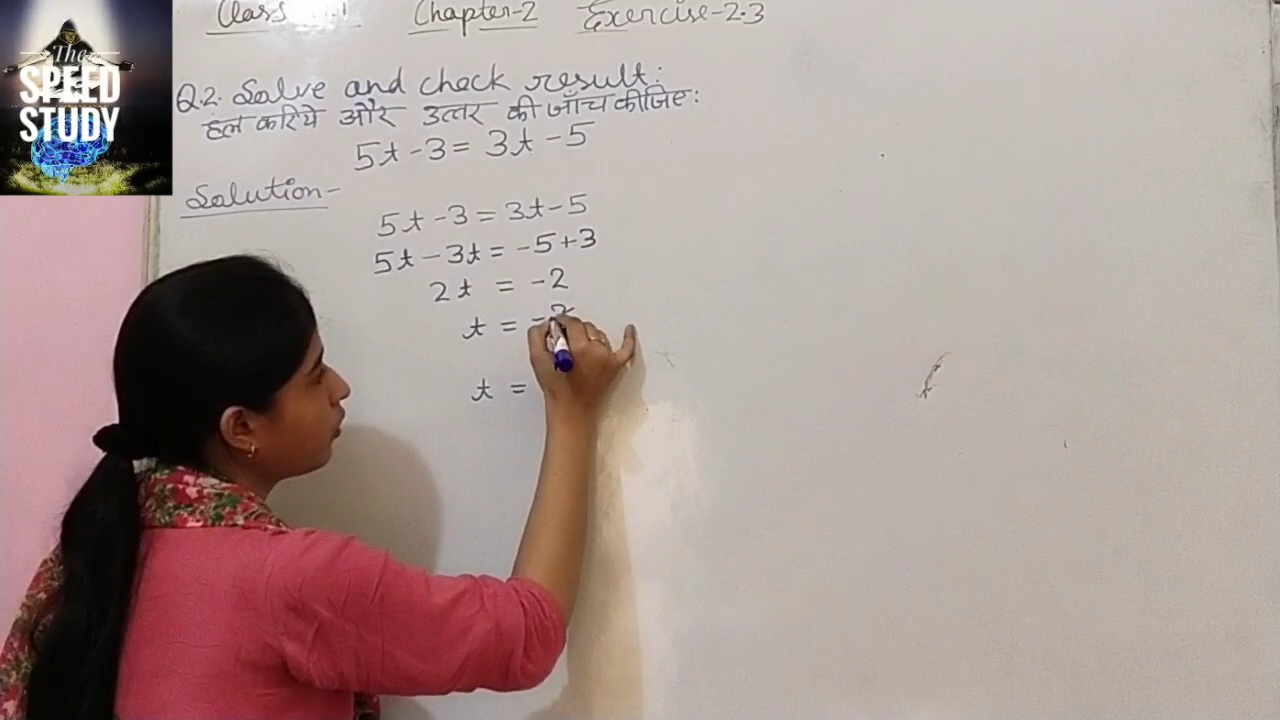 The
SPEED
STUDY
Class Chapter-2 Exercise-2.3
Q.2. Solve and check result:
हल करिये और उत्तर की जाँच कीजिए:
5t-3 = 3t-5
Solution-
5t-3 = 3t-5
5t-3t = -5+3
2t = -2
t = -2
t =